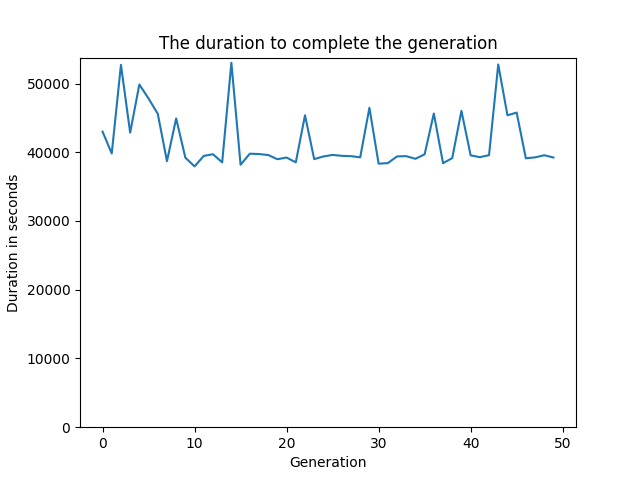 The duration to complete the generation
Duration in seconds
50000
40000
30000
20000
10000
0
0 10 20 30 40 50
Generation